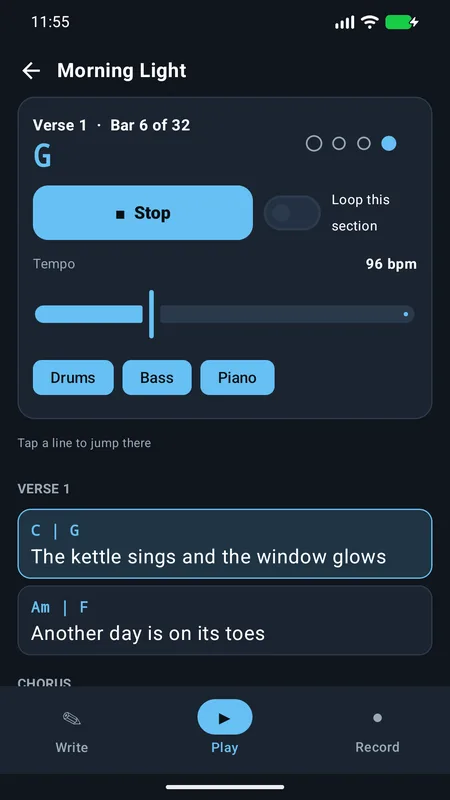 11:55
Morning Light
Verse 1 · Bar 6 of 32
G
Stop
Loop this
section
Tempo
96 bpm
Drums
Bass
Piano
Tap a line to jump there
VERSE 1
C | G
The kettle sings and the window glows
Am | F
Another day is on its toes
CHORUS
Write
Play
Record